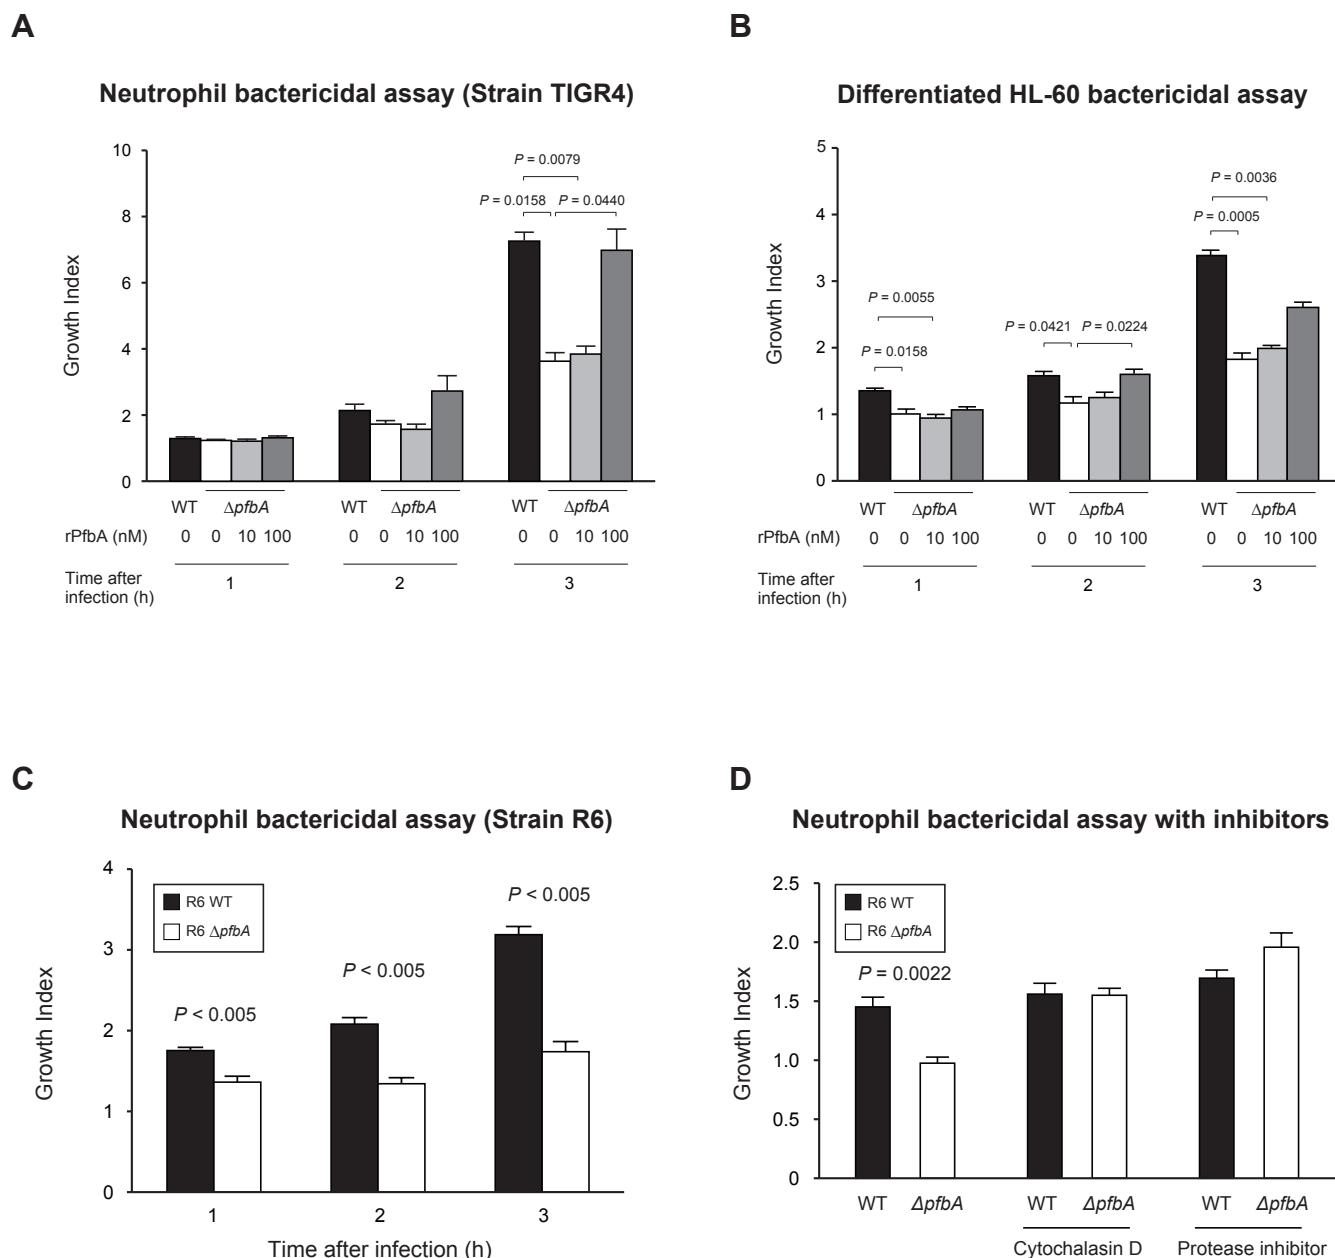 A
Neutrophil bactericidal assay (Strain TIGR4)
Growth Index
10
8
6
4
2
0
P = 0.0079
P = 0.0158
P = 0.0440
WT
ΔpfbA
WT
ΔpfbA
WT
ΔpfbA
rPfbA (nM)
0 0 10 100 0 0 10 100 0 0 10 100
Time after
infection (h)
1 2 3
B
Differentiated HL-60 bactericidal assay
Growth Index
5
4
3
2
1
0
P = 0.0055
P = 0.0158
P = 0.0421
P = 0.0224
P = 0.0036
P = 0.0005
WT
ΔpfbA
WT
ΔpfbA
WT
ΔpfbA
rPfbA (nM)
0 0 10 100 0 0 10 100 0 0 10 100
Time after
infection (h)
1 2 3
C
Neutrophil bactericidal assay (Strain R6)
Growth Index
4
3
2
1
0
R6 WT
R6 ΔpfbA
P < 0.005
P < 0.005
P < 0.005
1 2 3
Time after infection (h)
D
Neutrophil bactericidal assay with inhibitors
Growth Index
2.5
2.0
1.5
1.0
0.5
0
R6 WT
R6 ΔpfbA
P = 0.0022
WT ΔpfbA WT ΔpfbA WT ΔpfbA
Cytochalasin D
Protease inhibitor